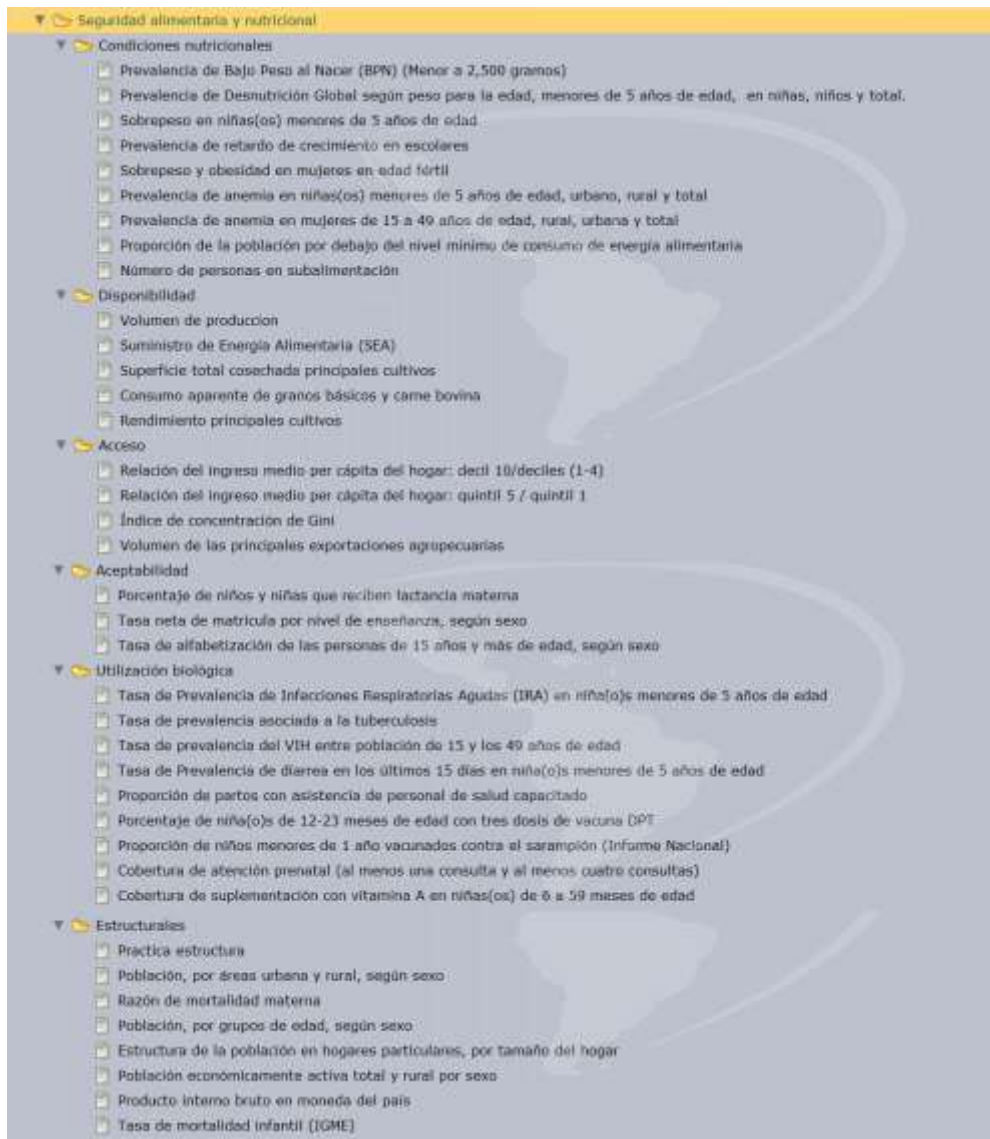 Seguridad alimentaria y nutricional
Condiciones nutricionales
Prevalencia de Bajo Peso al Nacer (BPN) (Menor a 2,500 gramos)
Prevalencia de Desnutrición Global según peso para la edad, menores de 5 años de edad, en niñas, niños y total.
Sobrepeso en niñas(os) menores de 5 años de edad
Prevalencia de retardo de crecimiento en escolares
Sobrepeso y obesidad en mujeres en edad fértil
Prevalencia de anemia en niñas(os) menores de 5 años de edad, urbano, rural y total
Prevalencia de anemia en mujeres de 15 a 49 años de edad, rural, urbana y total
Proporción de la población por debajo del nivel mínimo de consumo de energía alimentaria
Número de personas en subalimentación
Disponibilidad
Volumen de produccion
Suministro de Energía Alimentaria (SEA)
Superficie total cosechada principales cultivos
Consumo aparente de granos básicos y carne bovina
Rendimiento principales cultivos
Acceso
Relación del ingreso medio per cápita del hogar: decil 10/deciles (1-4)
Relación del ingreso medio per cápita del hogar: quintil 5 / quintil 1
Índice de concentración de Gini
Volumen de las principales exportaciones agropecuarias
Aceptabilidad
Porcentaje de niños y niñas que reciben lactancia materna
Tasa neta de matrícula por nivel de enseñanza, según sexo
Tasa de alfabetización de las personas de 15 años y más de edad, según sexo
Utilización biológica
Tasa de Prevalencia de Infecciones Respiratorias Agudas (IRA) en niña(o)s menores de 5 años de edad
Tasa de prevalencia asociada a la tuberculosis
Tasa de prevalencia del VIH entre población de 15 y los 49 años de edad
Tasa de Prevalencia de diarrea en los últimos 15 días en niña(o)s menores de 5 años de edad
Proporción de partos con asistencia de personal de salud capacitado
Porcentaje de niña(o)s de 12-23 meses de edad con tres dosis de vacuna DPT
Proporción de niños menores de 1 año vacunados contra el sarampión (Informe Nacional)
Cobertura de atención prenatal (al menos una consulta y al menos cuatro consultas)
Cobertura de suplementación con vitamina A en niñas(os) de 6 a 59 meses de edad
Estructurales
Practica estructura
Población, por áreas urbana y rural, según sexo
Razón de mortalidad materna
Población, por grupos de edad, según sexo
Estructura de la población en hogares particulares, por tamaño del hogar
Población económicamente activa total y rural por sexo
Producto interno bruto en moneda del país
Tasa de mortalidad infantil (IGME)